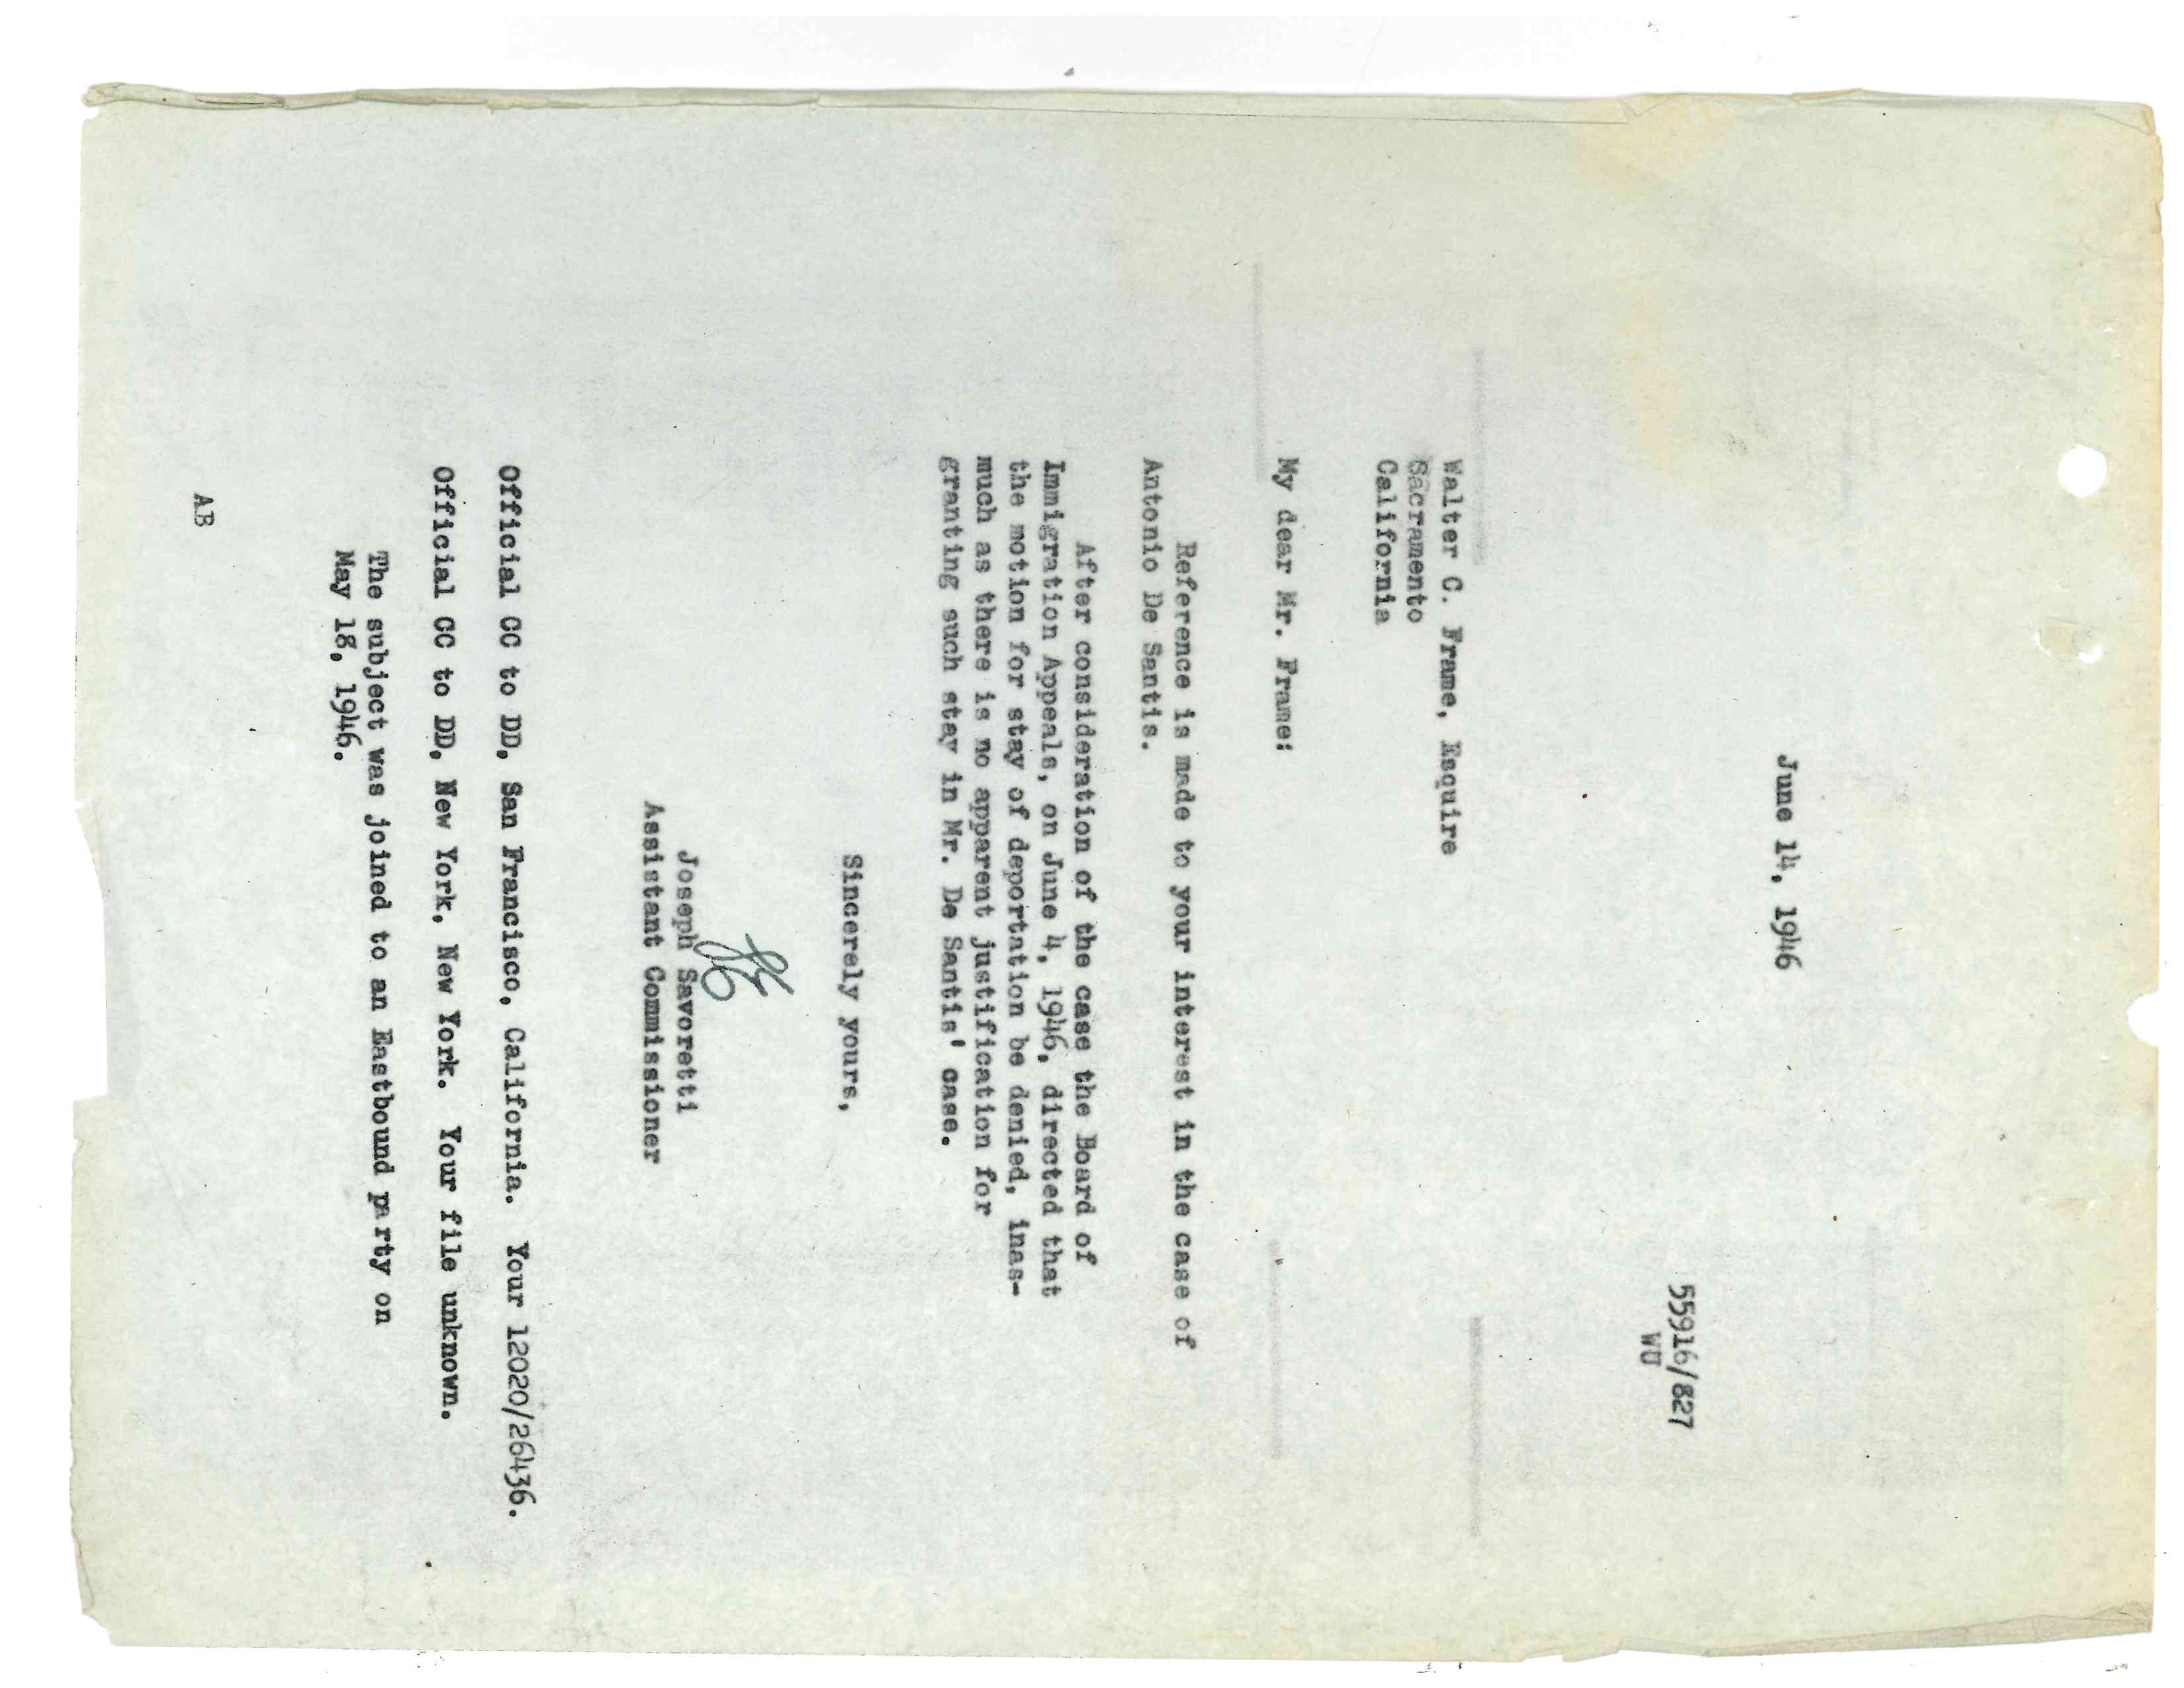 June 14, 1946
55916/827
WU
Walter C. Frame, Esquire
Sacramento
California
My dear Mr. Frame:
Reference is made to your interest in the case of
Antonio De Santis.
After consideration of the case the Board of
Immigration Appeals, on June 4, 1946, directed that
the motion for stay of deportation be denied, inas-
much as there is no apparent justification for
granting such stay in Mr. De Santis' case.
Sincerely yours,
Joseph Savoretti
Assistant Commissioner
Official CC to DD, San Francisco, California. Your 12020/26436.
Official CC to DD, New York, New York. Your file unknown.
The subject was joined to an Eastbound party on
May 18, 1946.
AB